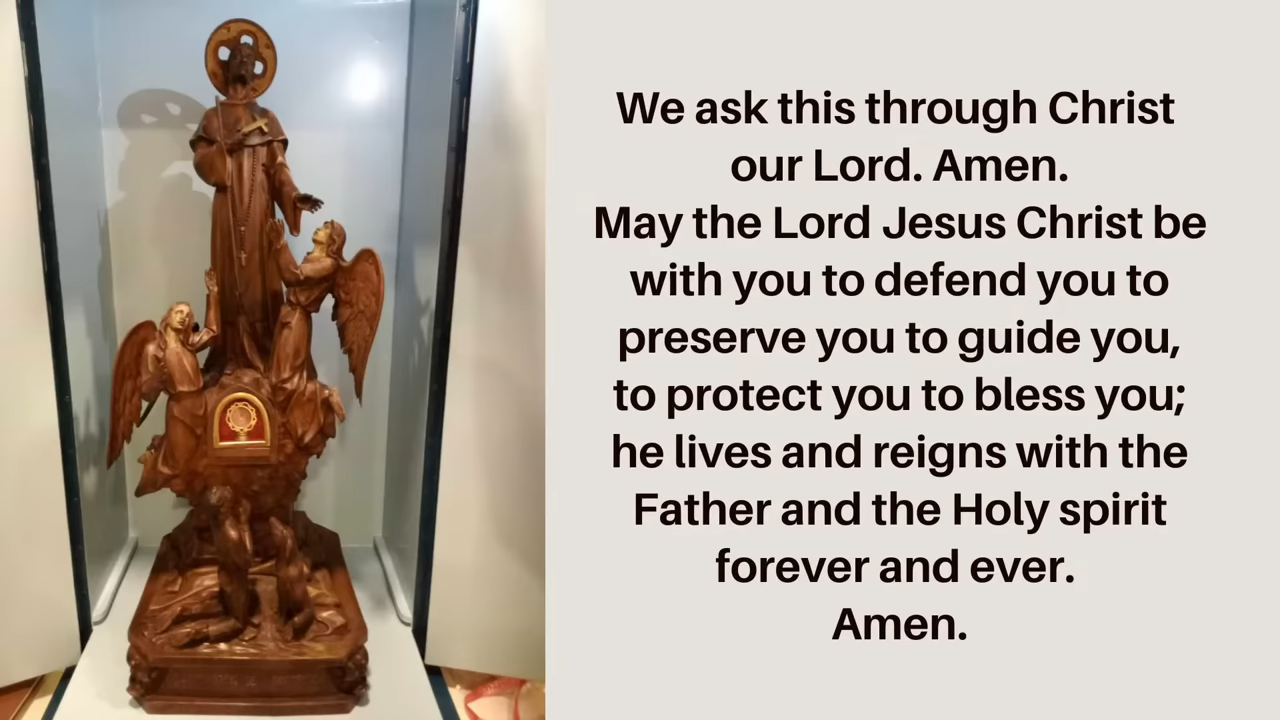 We ask this through Christ
our Lord. Amen.
May the Lord Jesus Christ be
with you to defend you to
preserve you to guide you,
to protect you to bless you;
he lives and reigns with the
Father and the Holy spirit
forever and ever.
Amen.